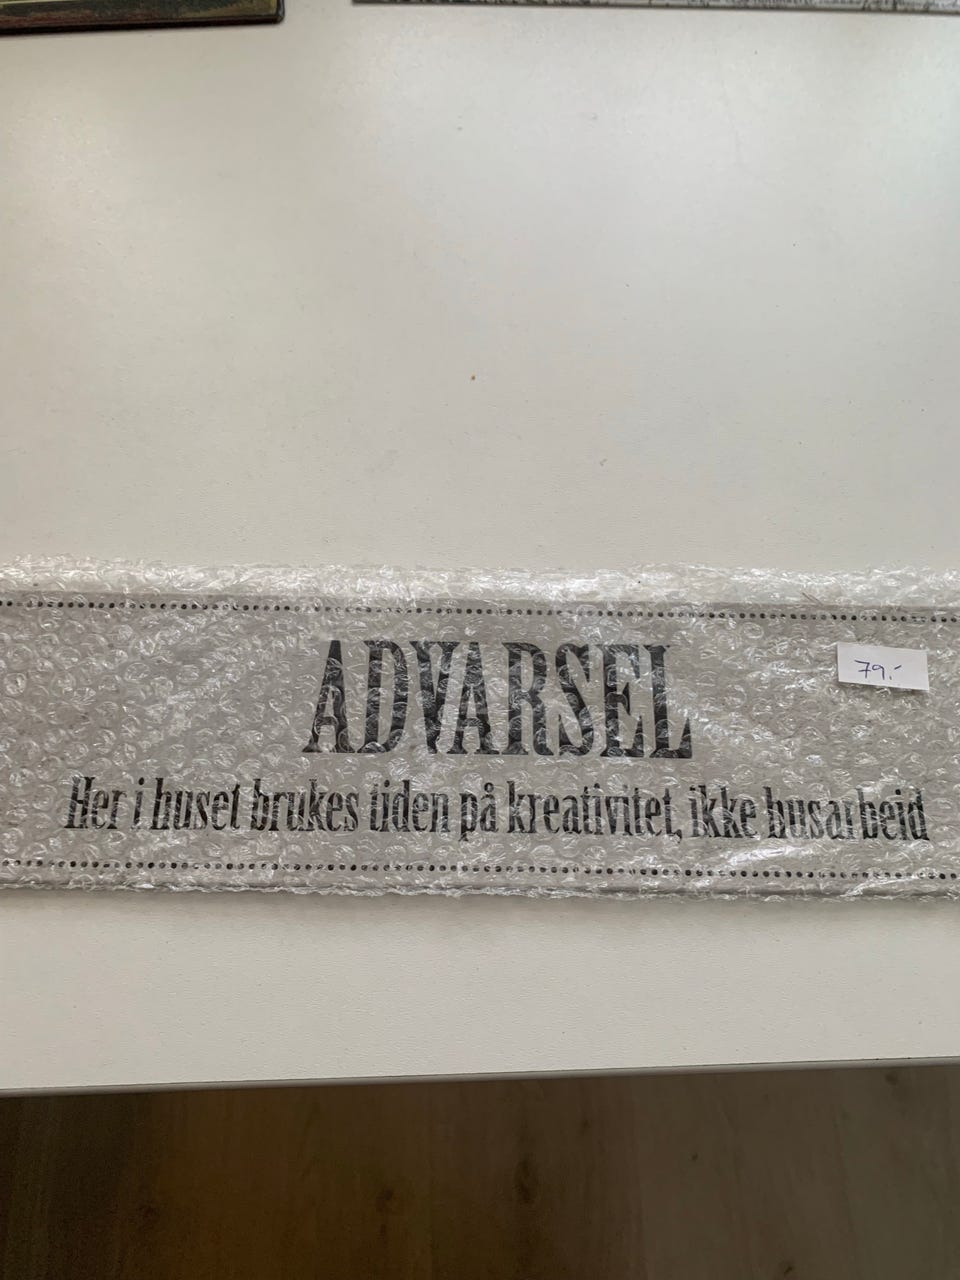 ADVARSEL
79.-
Her i huset brukes tiden på kreativitet, ikke husarbeid